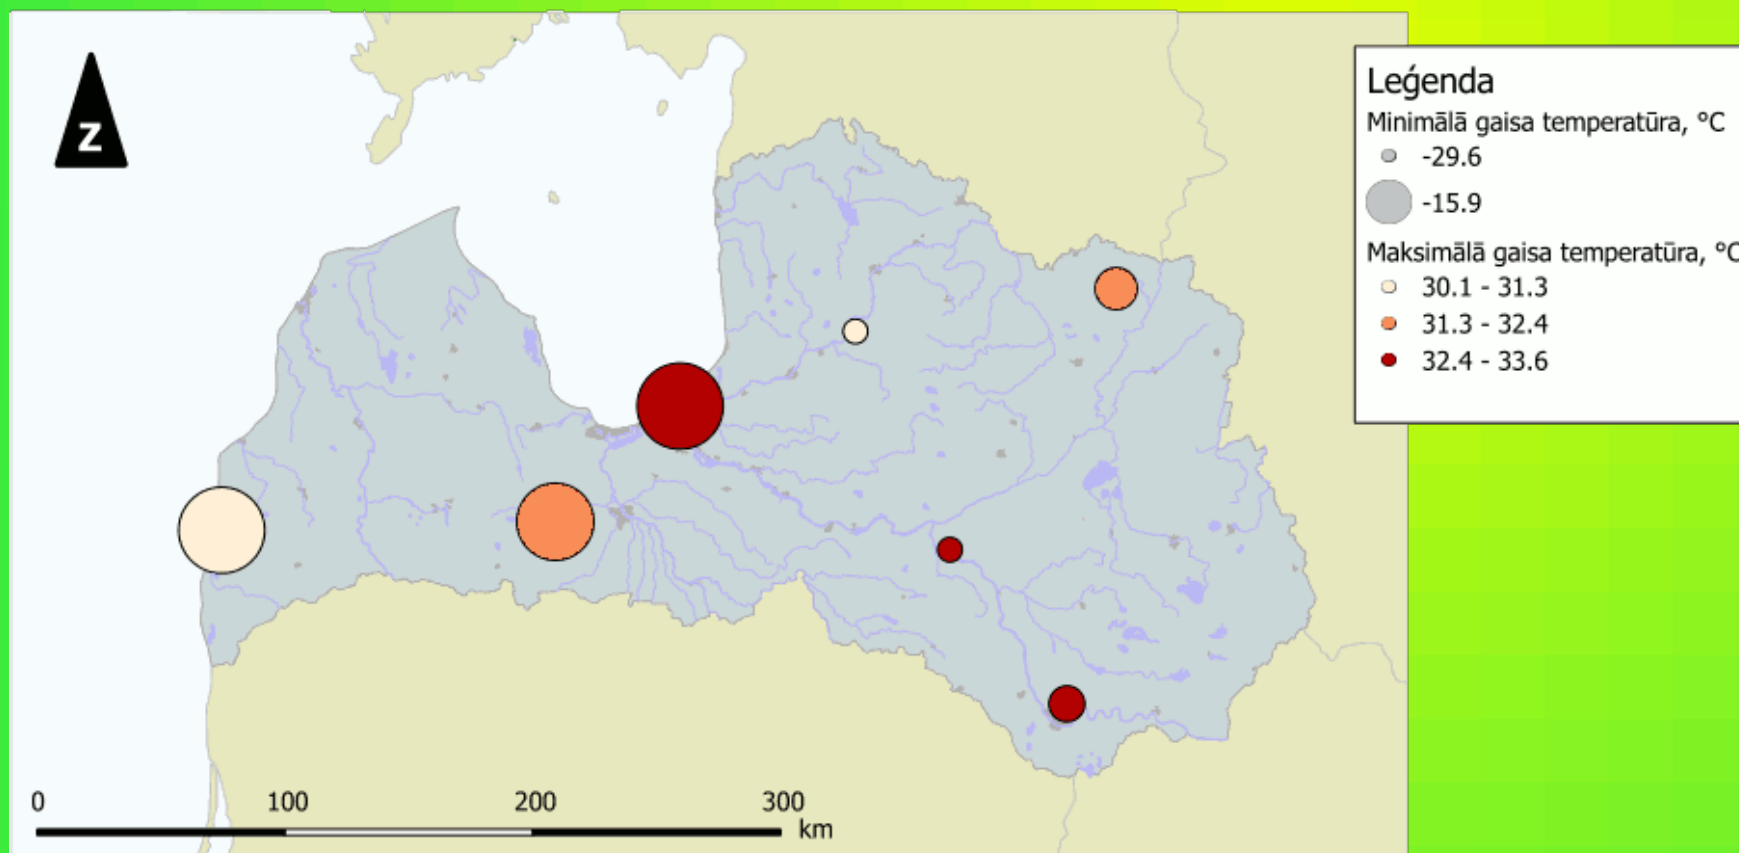 Z
Leģenda
Minimālā gaisa temperatūra, °C
-29.6
-15.9
Maksimālā gaisa temperatūra, °C
30.1 - 31.3
31.3 - 32.4
32.4 - 33.6
0 100 200 300
km